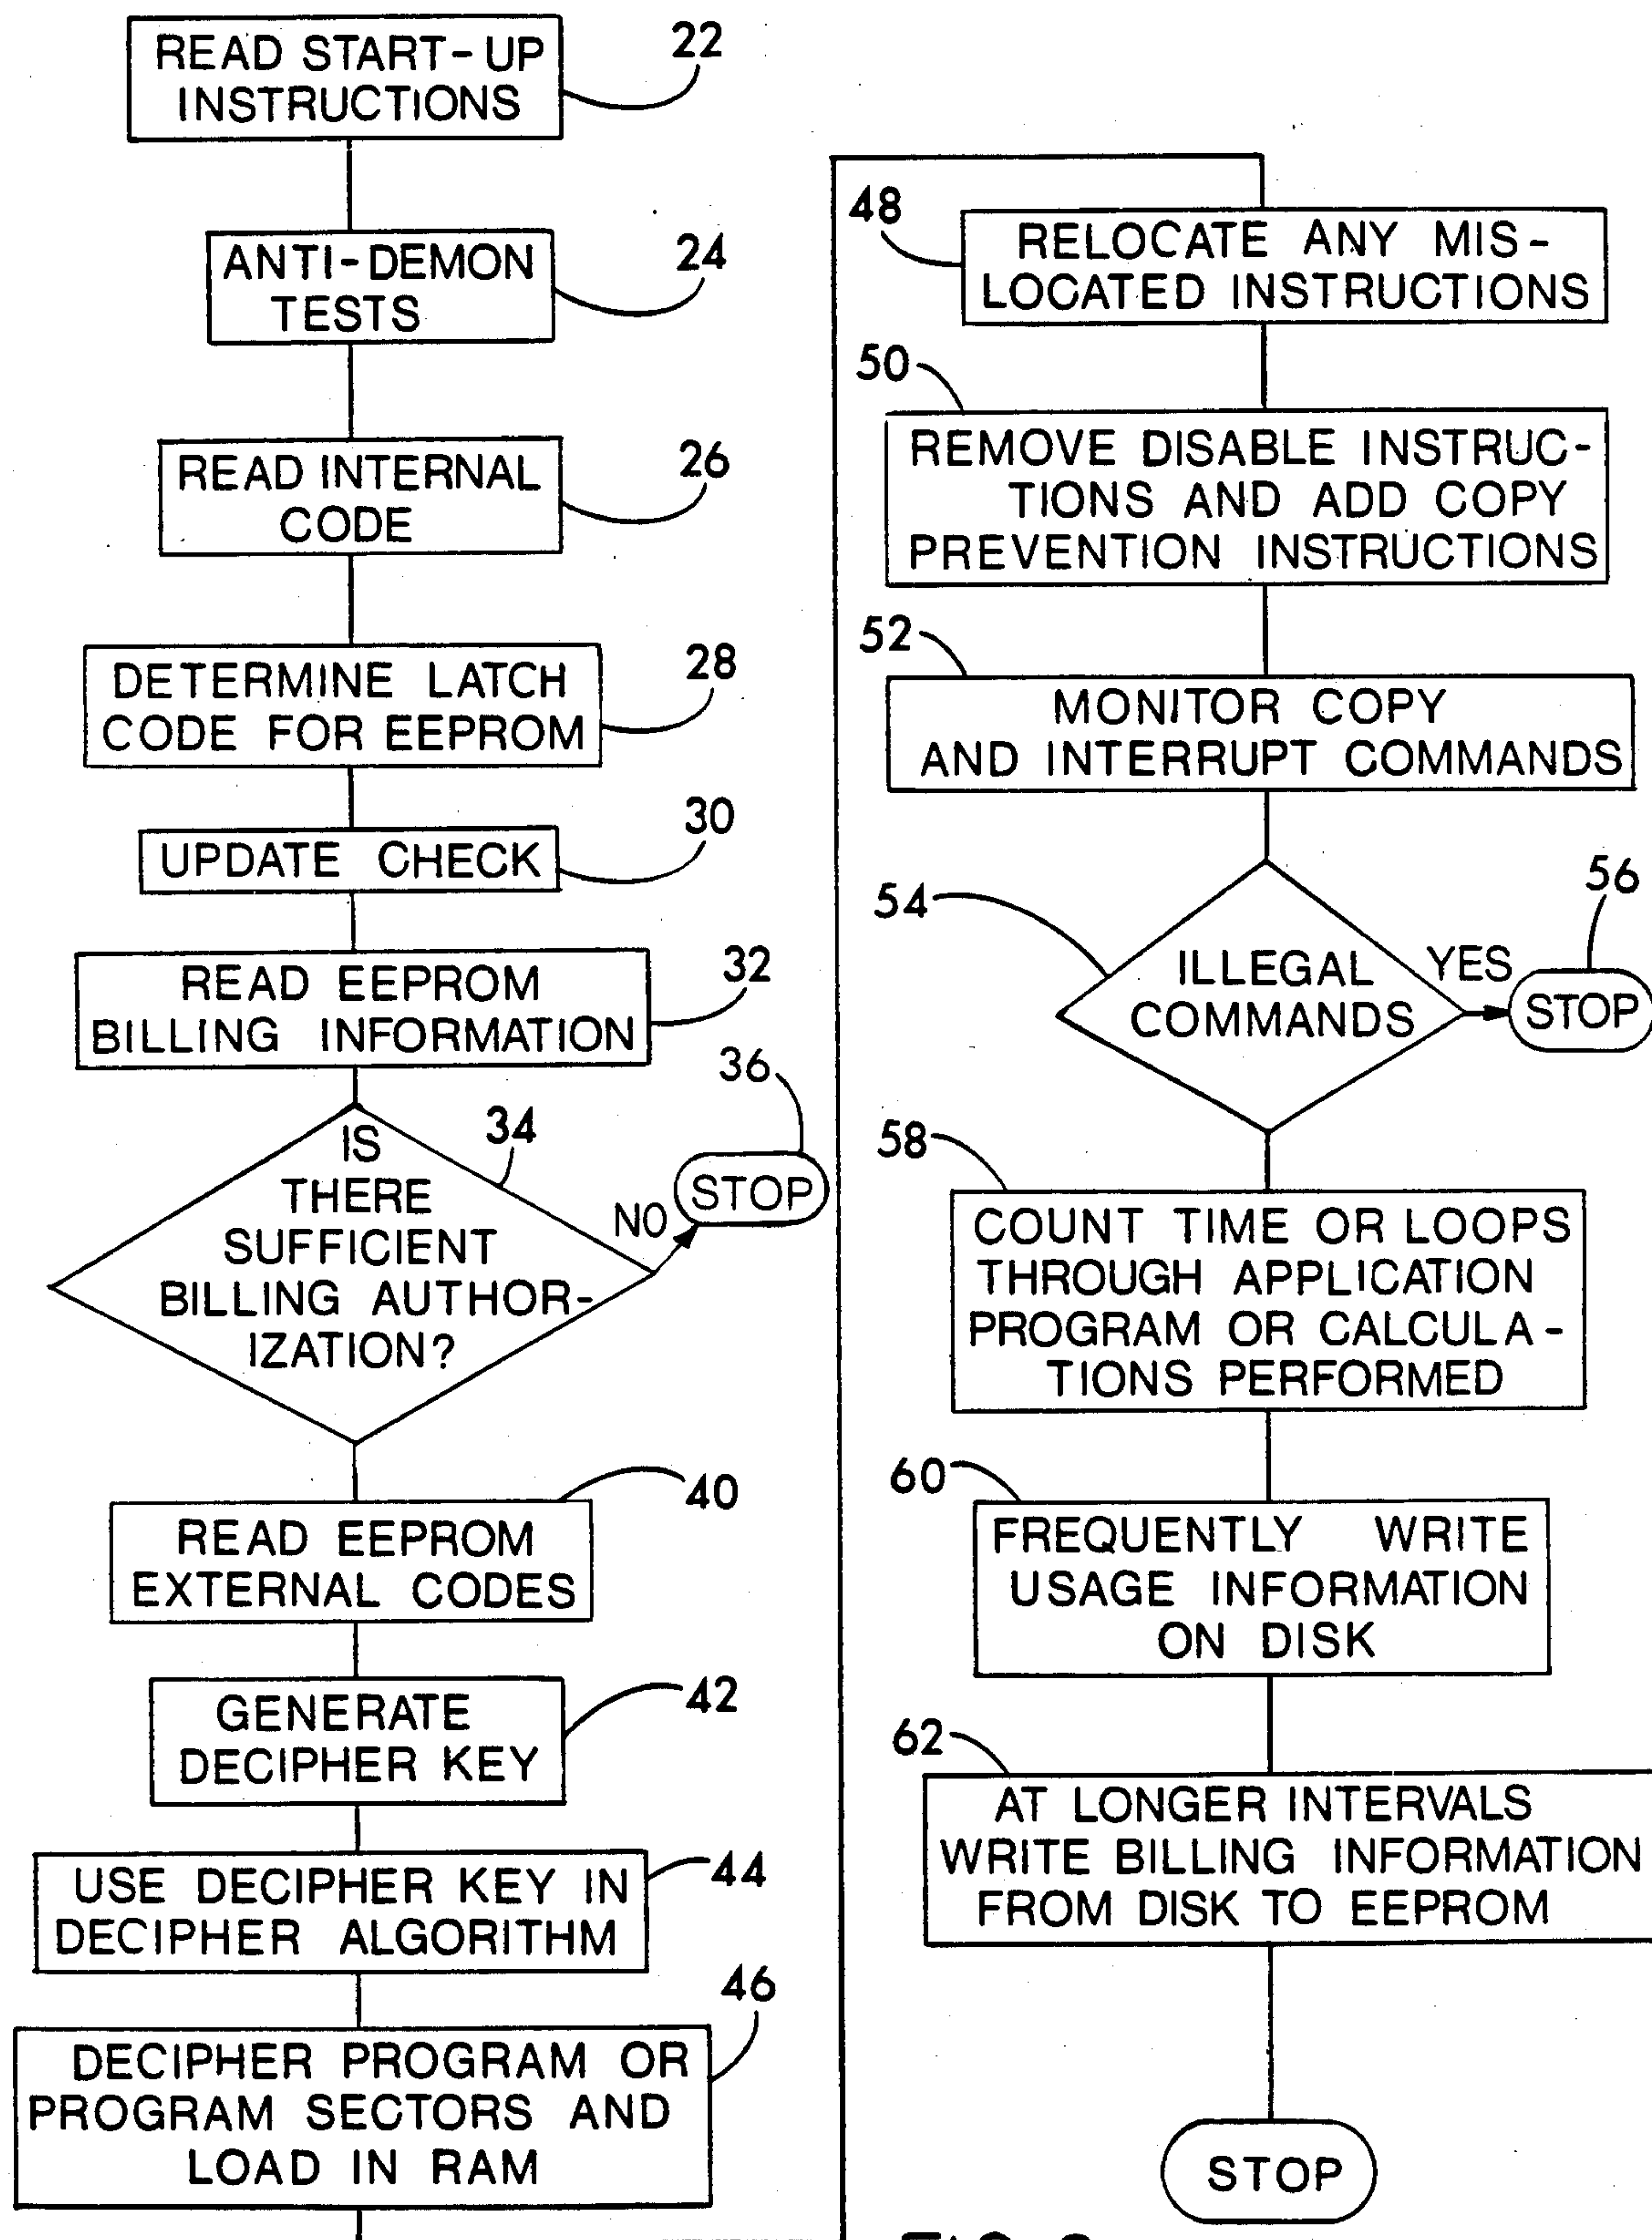 READ START-UP
INSTRUCTIONS
22
ANTI-DEMON
TESTS
24
READ INTERNAL
CODE
26
DETERMINE LATCH
CODE FOR EEPROM
28
UPDATE CHECK
30
READ EEPROM
BILLING INFORMATION
32
IS
THERE
SUFFICIENT
BILLING AUTHOR-
IZATION?
34
NO
STOP
36
READ EEPROM
EXTERNAL CODES
40
GENERATE
DECIPHER KEY
42
USE DECIPHER KEY IN
DECIPHER ALGORITHM
44
DECIPHER PROGRAM OR
PROGRAM SECTORS AND
LOAD IN RAM
46
48
RELOCATE ANY MIS-
LOCATED INSTRUCTIONS
50
REMOVE DISABLE INSTRUC-
TIONS AND ADD COPY
PREVENTION INSTRUCTIONS
52
MONITOR COPY
AND INTERRUPT COMMANDS
54
ILLEGAL
COMMANDS
YES
STOP
56
58
COUNT TIME OR LOOPS
THROUGH APPLICATION
PROGRAM OR CALCULA-
TIONS PERFORMED
60
FREQUENTLY WRITE
USAGE INFORMATION
ON DISK
62
AT LONGER INTERVALS
WRITE BILLING INFORMATION
FROM DISK TO EEPROM
STOP